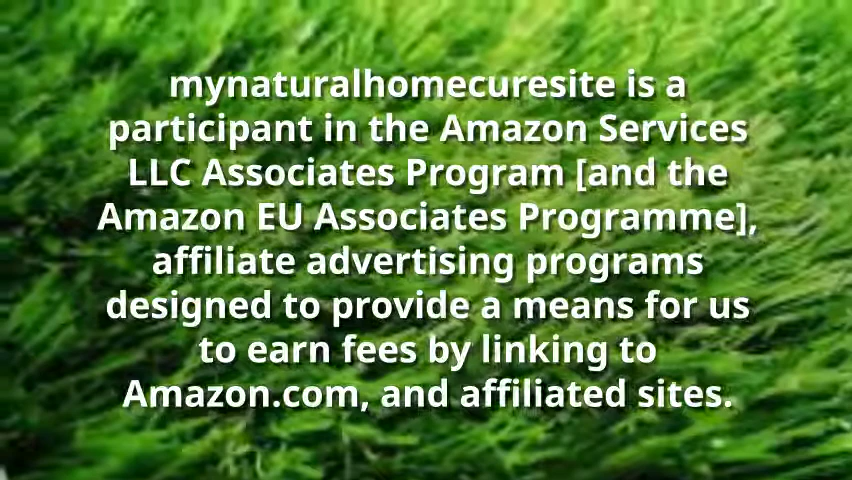 mynaturalhomecuresite is a
participant in the Amazon Services
LLC Associates Program [and the
Amazon EU Associates Programme],
affiliate advertising programs
designed to provide a means for us
to earn fees by linking to
Amazon.com, and affiliated sites.